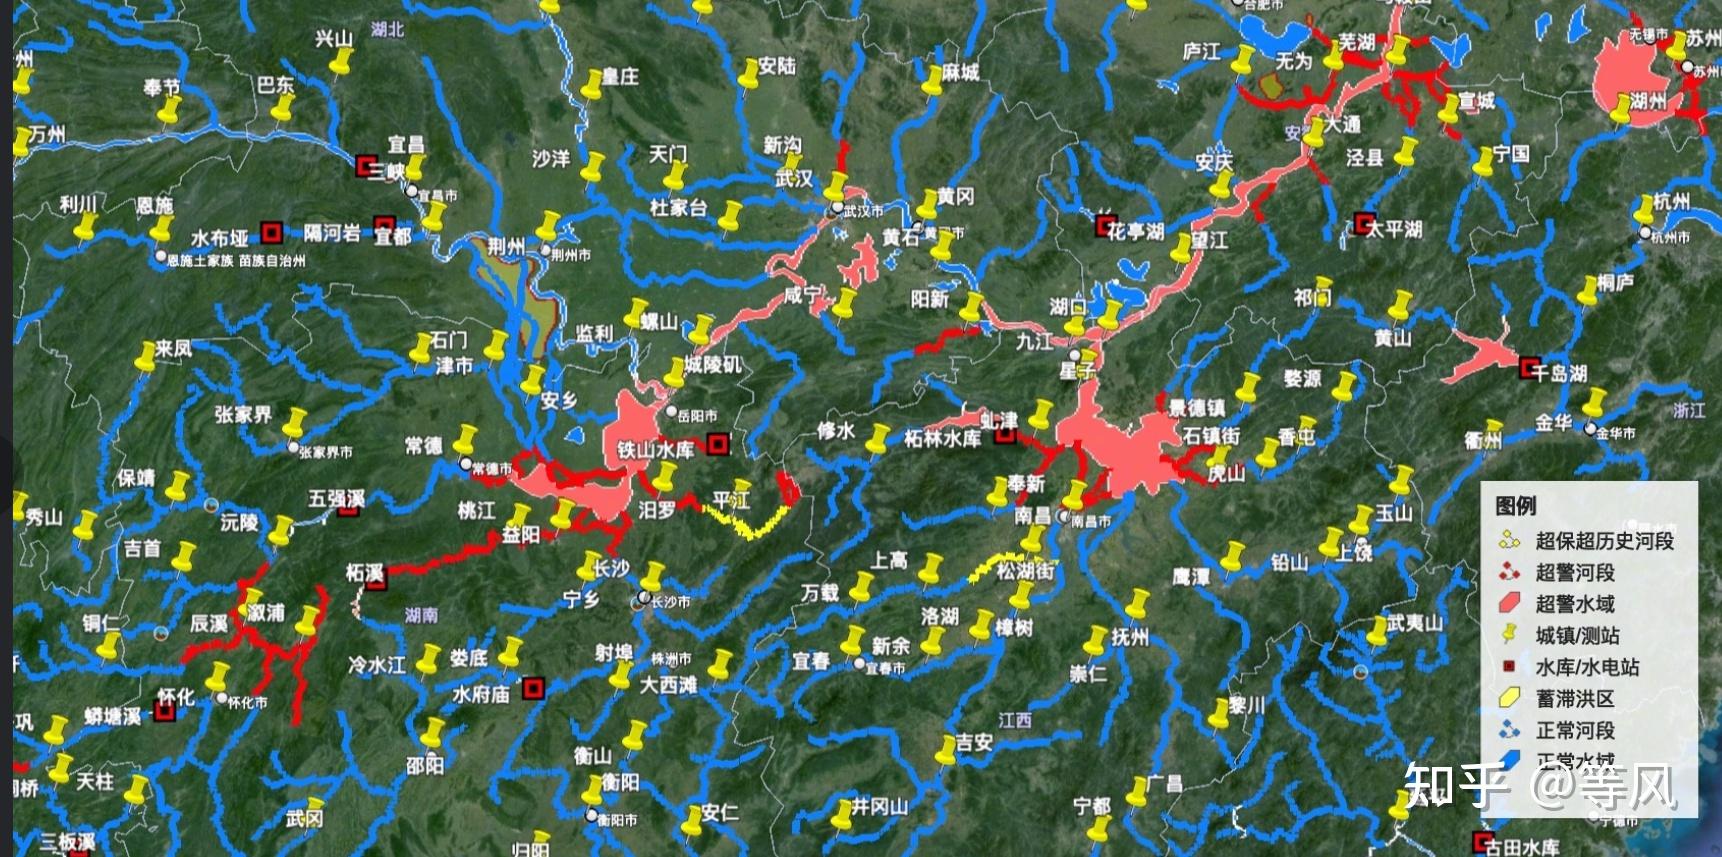 合肥市
湖北
兴山
庐江
芜湖
无锡市
苏州
州
皇庄
安陆
麻城
无为
苏州市
奉节
巴东
宣城
湖州
万州
大通
宜昌
沙洋
天门
新沟
安庆
泾县
宁国
三峡
武汉
宜昌市
利川
恩施
杜家台
武汉市
黄冈
杭州
水布垭
隔河岩
宜都
荆州
荆州市
黄石
花亭湖
望江
太平湖
杭州市
恩施土家族 苗族自治州
咸宁
阳新
湖口
祁门
桐庐
来凤
石门
津市
监利
螺山
城陵矶
九江
星子
黄山
千岛湖
婺源
安乡
张家界
岳阳市
景德镇
浙江
常德
铁山水库
修水
柘林水库
虬津
石镇街
香屯
衢州
金华
金华市
张家界市
常德市
保靖
五强溪
桃江
益阳
汨罗
平江
奉新
虎山
图例
秀山
沅陵
南昌
南昌市
玉山
超保超历史河段
吉首
柘溪
长沙
上高
松湖街
鹰潭
铅山
上饶
超警河段
宁乡
长沙市
万载
超警水域
铜仁
辰溪
溆浦
湖南
洛湖
樟树
抚州
武夷山
城镇/测站
冷水江
娄底
射埠
株洲市
宜春
新余
宜春市
崇仁
水库/水电站
怀化
怀化市
水府庙
大西滩
蓄滞洪区
蟒塘溪
江西
黎川
正常河段
衡山
吉安
正常水域
邵阳
天柱
衡阳
广昌
知乎 @等风
武冈
衡阳市
安仁
井冈山
宁都
宁德市
三板溪
归阳
古田水库